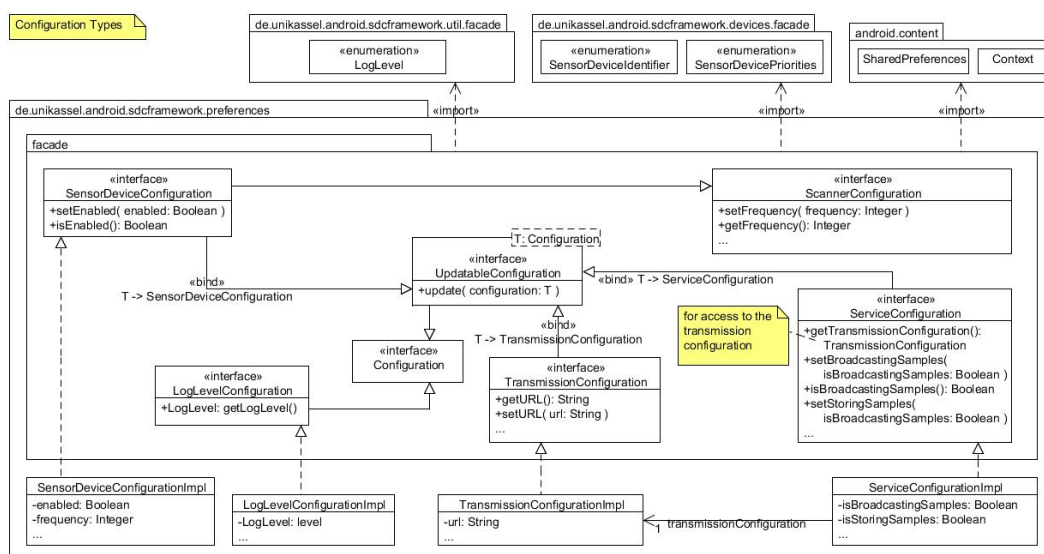 Configuration Types
de.unikassel.android.sdcframework.util.facade
«enumeration»
LogLevel
de.unikassel.android.sdcframework.devices.facade
«enumeration»
SensorDeviceIdentifier
«enumeration»
SensorDevicePriorities
android.content
SharedPreferences
Context
«import»
«import»
«import»
de.unikassel.android.sdcframework.preferences
facade
«interface»
SensorDeviceConfiguration
+setEnabled( enabled: Boolean )
+isEnabled(): Boolean
«interface»
ScannerConfiguration
+setFrequency( frequency: Integer )
+getFrequency(): Integer
...
T: Configuration
«interface»
UpdatableConfiguration
+update( configuration: T )
«bind»
T -> SensorDeviceConfiguration
«bind» T -> ServiceConfiguration
«bind»
T -> TransmissionConfiguration
for access to the
transmission
configuration
«interface»
ServiceConfiguration
+getTransmissionConfiguration():
TransmissionConfiguration
+setBroadcastingSamples(
isBroadcastingSamples: Boolean )
+isBroadcastingSamples(): Boolean
+setStoringSamples(
isBroadcastingSamples: Boolean )
...
«interface»
Configuration
«interface»
LogLevelConfiguration
+LogLevel: getLogLevel()
«interface»
TransmissionConfiguration
+getURL(): String
+setURL( url: String )
...
SensorDeviceConfigurationImpl
-enabled: Boolean
-frequency: Integer
...
LogLevelConfigurationImpl
-LogLevel: level
...
TransmissionConfigurationImpl
-url: String
...
1 transmissionConfiguration
ServiceConfigurationImpl
-isBroadcastingSamples: Boolean
-isStoringSamples: Boolean
...